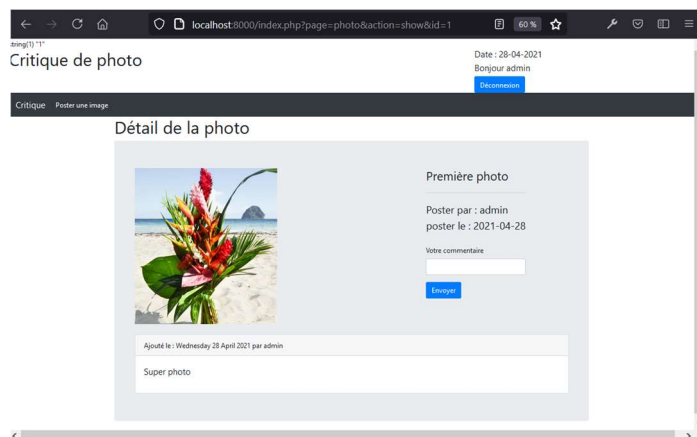 localhost:8000/index.php?page=photo&action=show&id=1
60 %
string(1) "1"
Critique de photo
Date : 28-04-2021
Bonjour admin
Déconnexion
Critique Poster une image
Détail de la photo
Première photo
Poster par : admin
poster le : 2021-04-28
Votre commentaire
Envoyer
Ajouté le : Wednesday 28 April 2021 par admin
Super photo